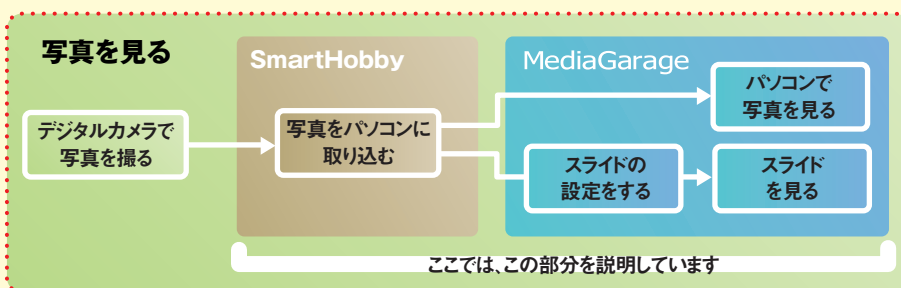 写真を見る
SmartHobby
MediaGarage
デジタルカメラで
写真を撮る
写真をパソコンに
取り込む
パソコンで
写真を見る
スライドの
設定をする
スライド
を見る
ここでは、この部分を説明しています